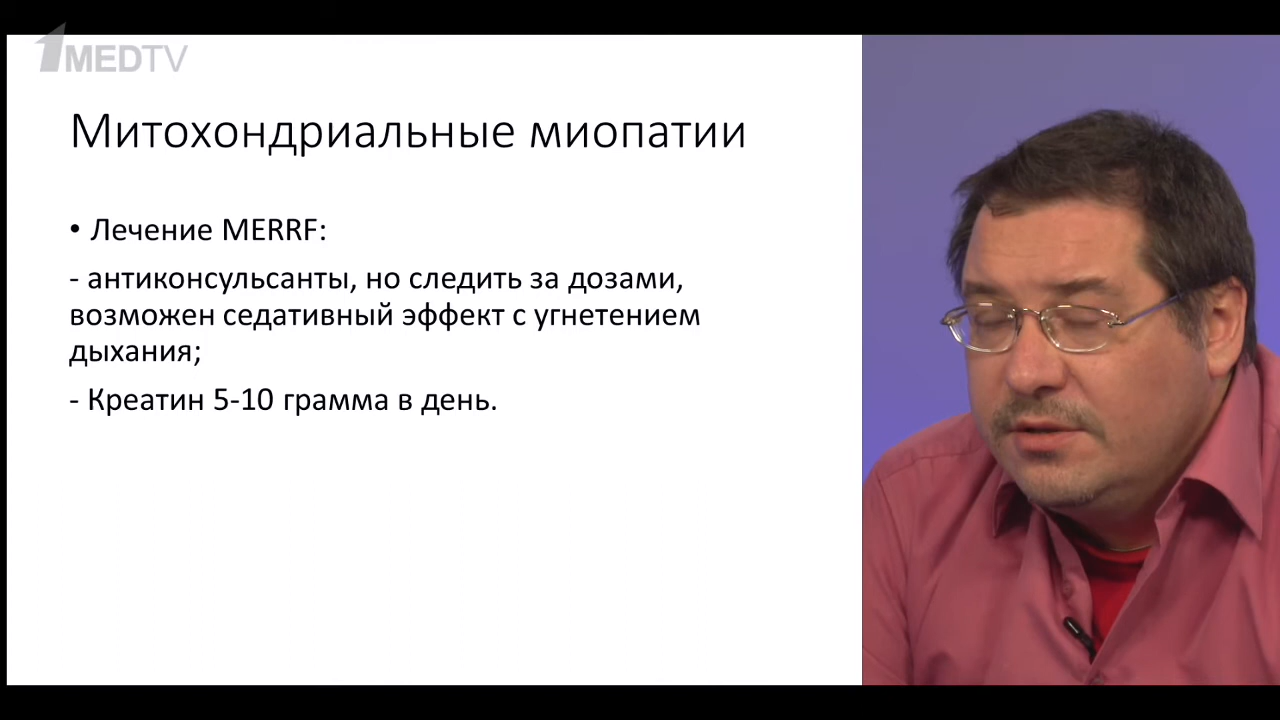 1MEDTV
Митохондриальные миопатии
• Лечение MERRF:
- антиконсульсанты, но следить за дозами,
возможен седативный эффект с угнетением
дыхания;
- Креатин 5-10 грамма в день.